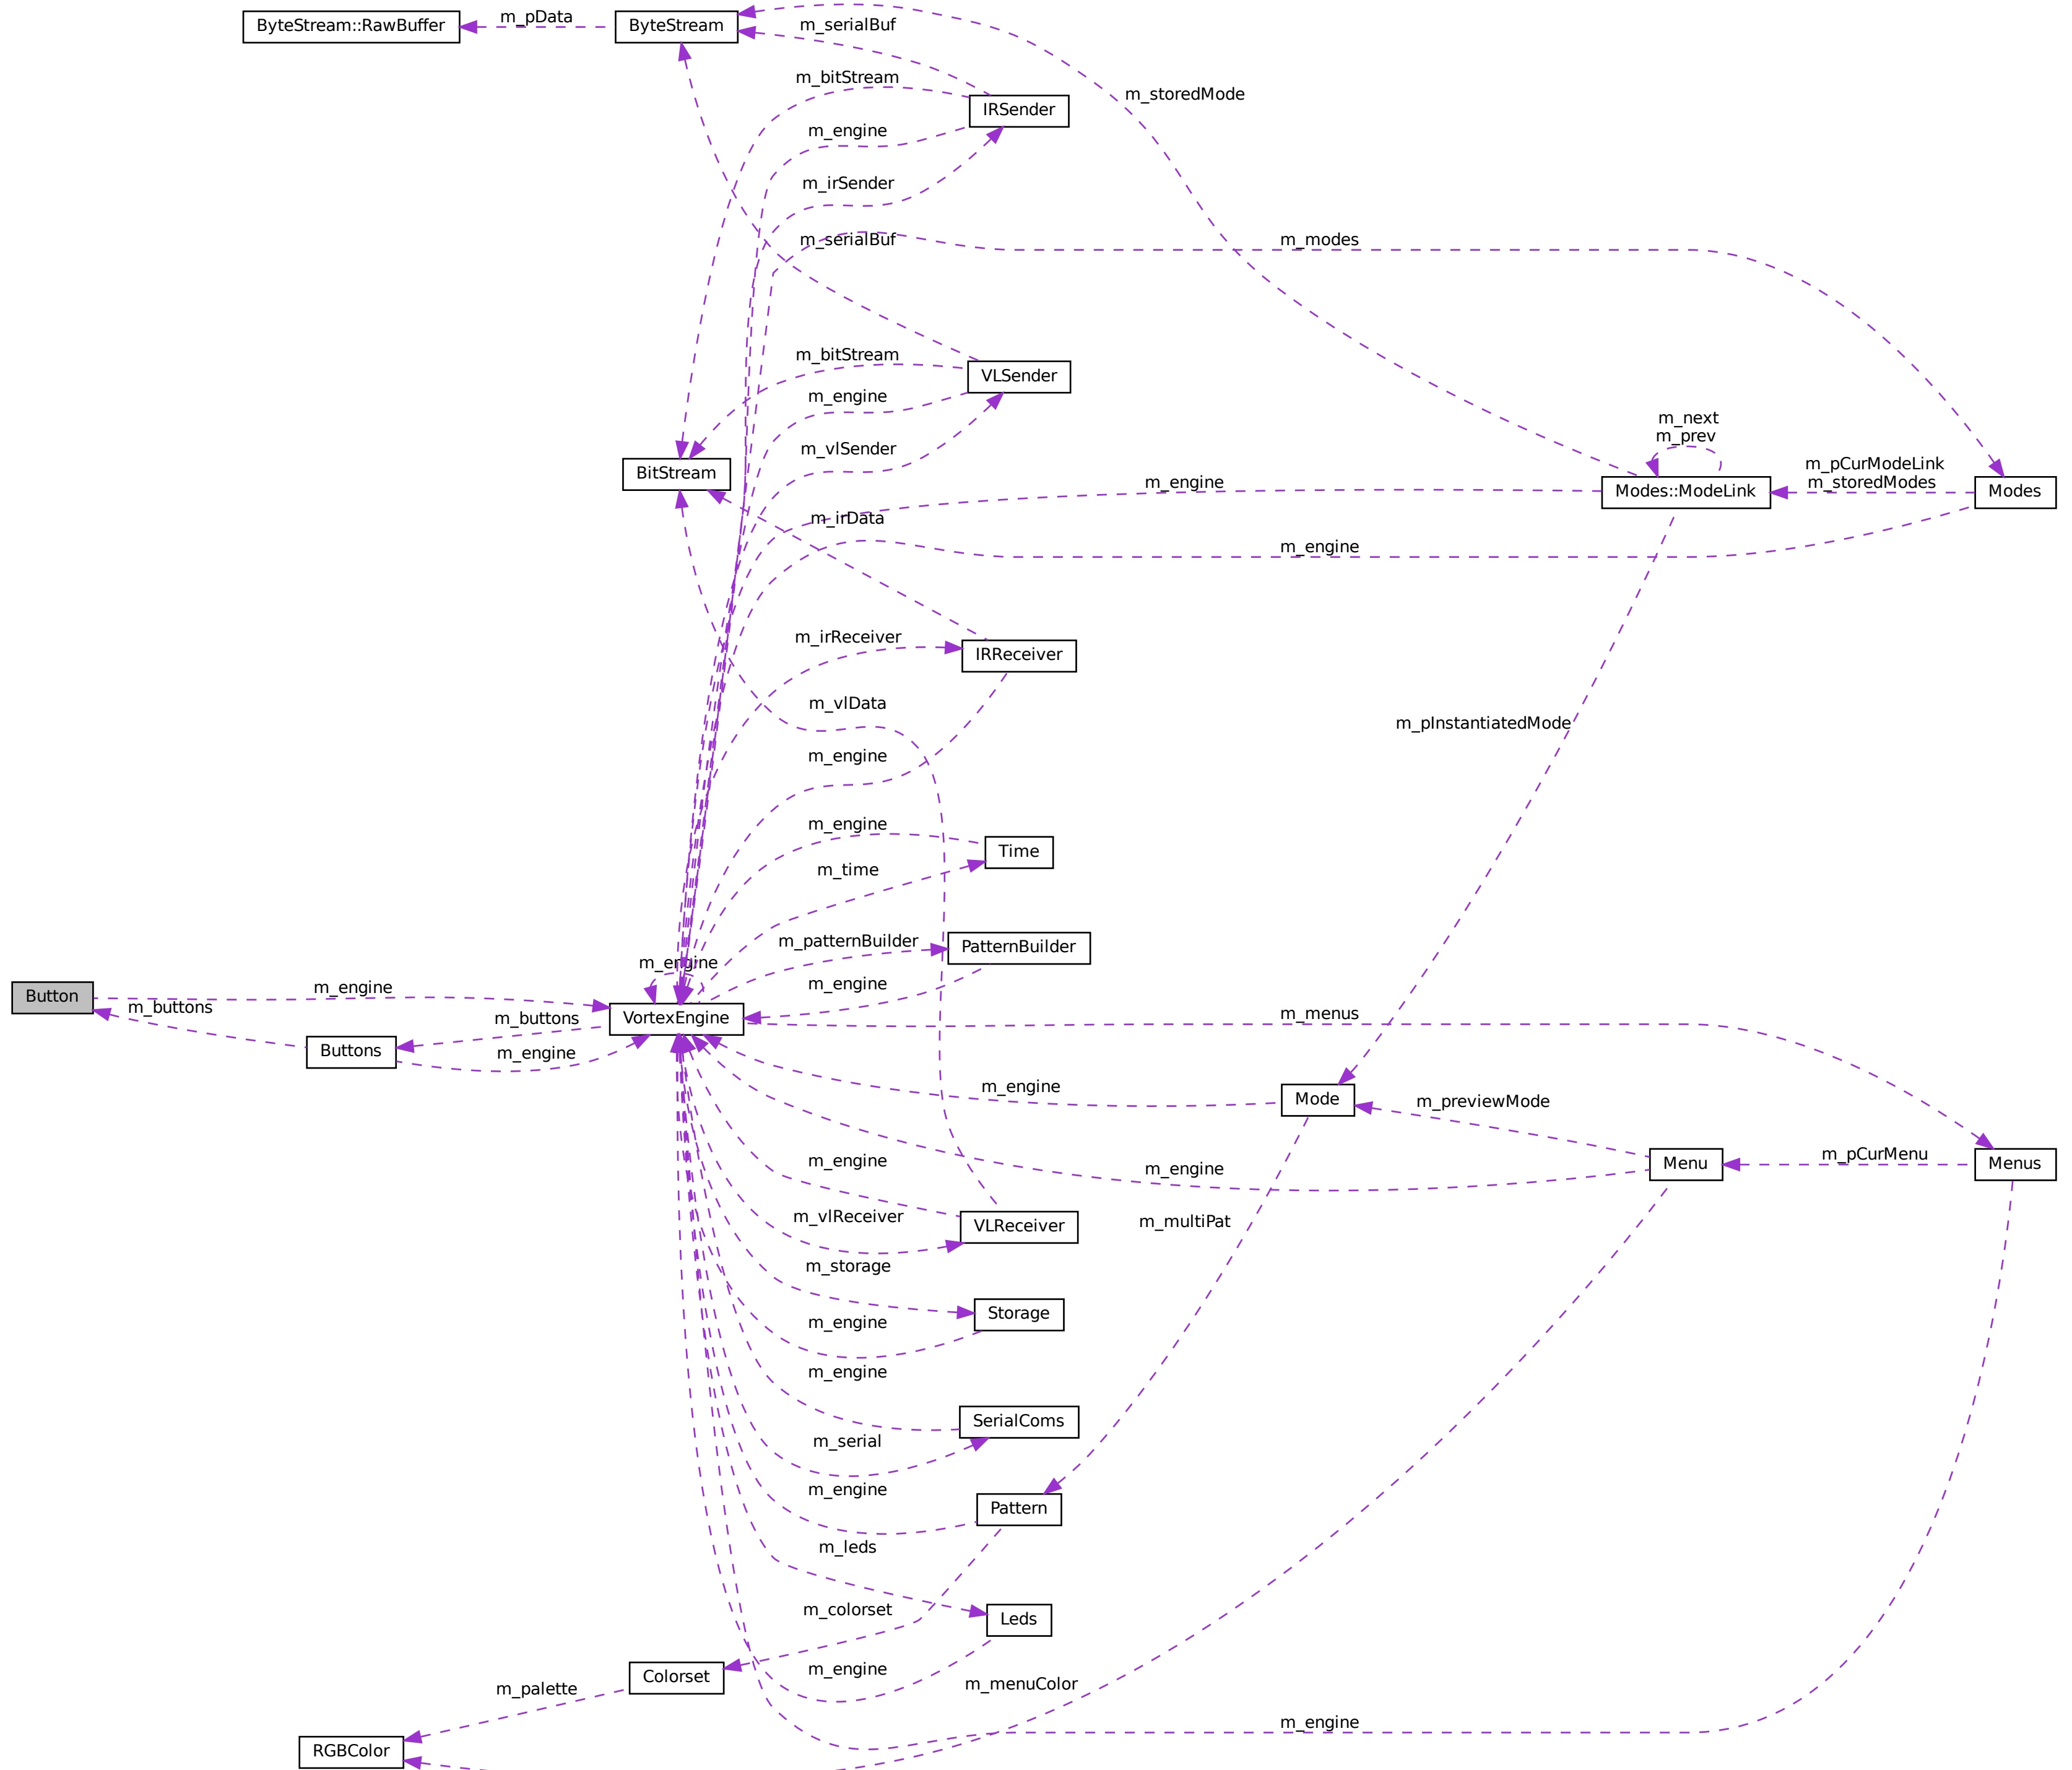 ByteStream::RawBuffer
m_pData
ByteStream
m_serialBuf
m_bitStream
m_storedMode
IRSender
m_engine
m_irSender
m_serialBuf
m_modes
m_bitStream
VLSender
m_engine
m_next
m_prev
m_vlSender
BitStream
m_engine
Modes::ModeLink
m_pCurModeLink
m_storedModes
Modes
m_irData
m_engine
m_irReceiver
IRReceiver
m_vlData
m_pInstantiatedMode
m_engine
m_engine
Time
m_time
m_patternBuilder
PatternBuilder
m_engine
m_engine
Button
m_engine
m_buttons
VortexEngine
m_buttons
m_menus
Buttons
m_engine
m_engine
Mode
m_previewMode
m_engine
m_engine
Menu
m_pCurMenu
Menus
m_vlReceiver
VLReceiver
m_multiPat
m_storage
Storage
m_engine
m_engine
SerialComs
m_serial
m_engine
Pattern
m_leds
m_colorset
Leds
m_engine
Colorset
m_palette
m_menuColor
m_engine
RGBColor